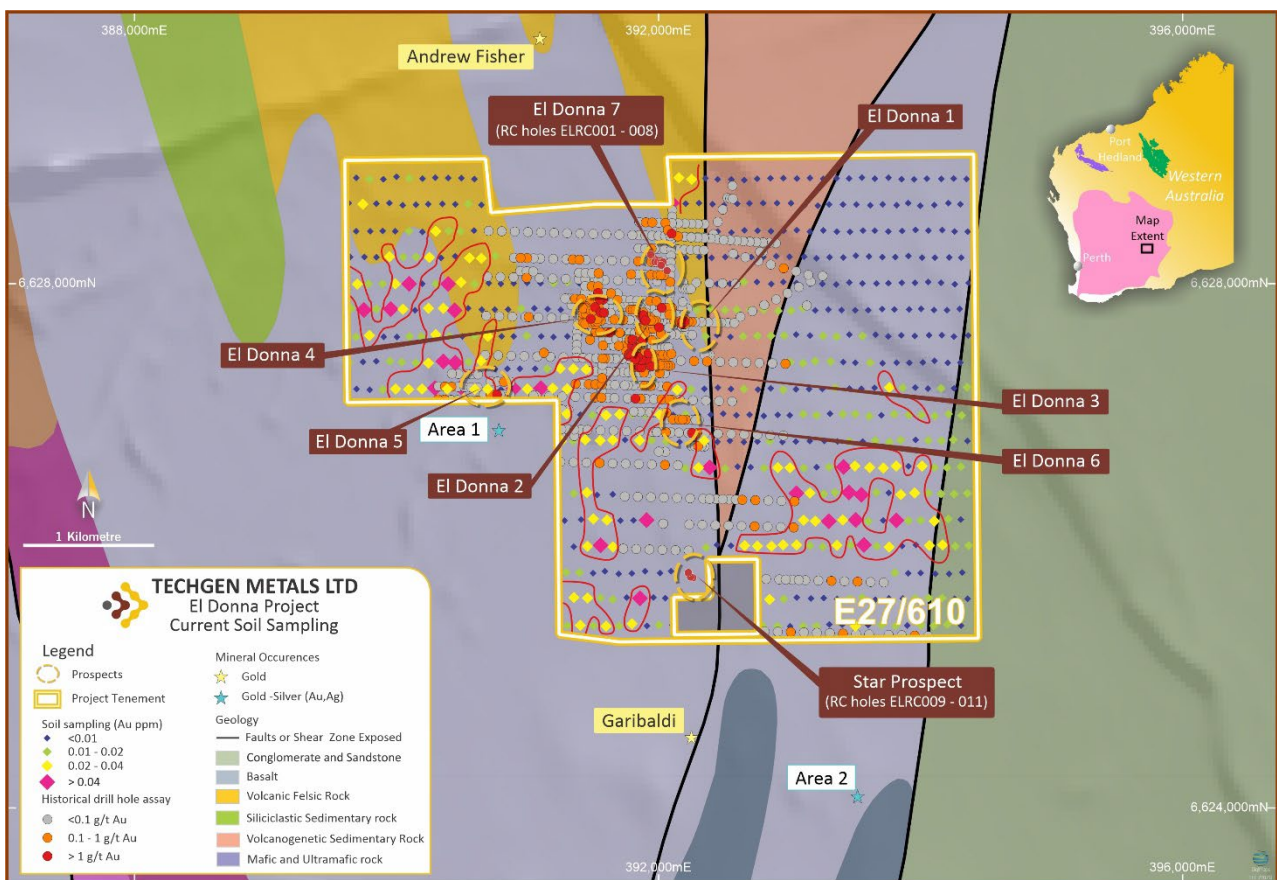 388,000mE
392,000mE
396,000mE
Andrew Fisher
El Donna 7
(RC holes ELRC001 - 008)
El Donna 1
Port
Hedland
Western
Australia
Map
Extent
Perth
6,628,000mN
6,628,000mN
El Donna 4
El Donna 3
El Donna 5
Area 1
El Donna 6
El Donna 2
N
1 Kilometre
E27/610
Star Prospect
(RC holes ELRC009 - 011)
Garibaldi
Area 2
6,624,000mN
392,000mE
396,000mE
TECHGEN METALS LTD
El Donna Project
Current Soil Sampling
Legend
Prospects
Project Tenement
Soil sampling (Au ppm)
<0.01
0.01 - 0.02
0.02 - 0.04
> 0.04
Historical drill hole assay
<0.1 g/t Au
0.1 - 1 g/t Au
> 1 g/t Au
Mineral Occurences
Gold
Gold -Silver (Au,Ag)
Geology
Faults or Shear Zone Exposed
Conglomerate and Sandstone
Basalt
Volcanic Felsic Rock
Siliciclastic Sedimentary rock
Volcanogenetic Sedimentary Rock
Mafic and Ultramafic rock